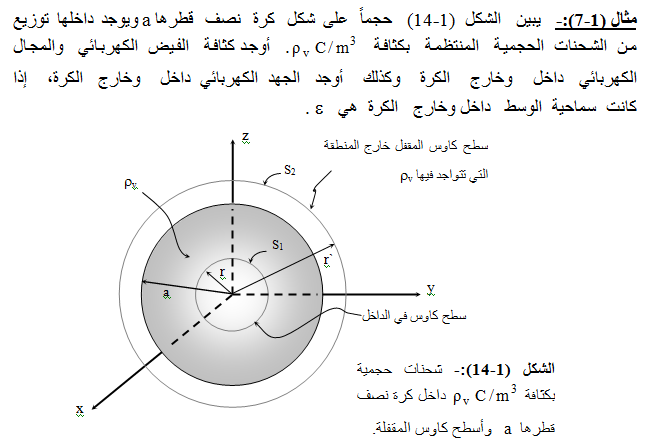 مثال (1-7):- يبين الشكل (1-14) حجماً على شكل كرة نصف قطرها a ويوجد داخلها توزيع
من الشحنات الحجمية المنتظمة بكثافة ρv C/m³. أوجد كثافة الفيض الكهربائي والمجال
الكهربائي داخل وخارج الكرة وكذلك أوجد الجهد الكهربائي داخل وخارج الكرة، إذا
كانت سماحية الوسط داخل وخارج الكرة هي ε .
z
سطح كاوس المقفل خارج المنطقة
التي تتواجد فيها ρv
S2
ρv
S1
r
r`
a
y
سطح كاوس في الداخل
x
الشكل (1-14):- شحنات حجمية
بكثافة ρv C/m³ داخل كرة نصف
قطرها a وأسطح كاوس المقفلة.